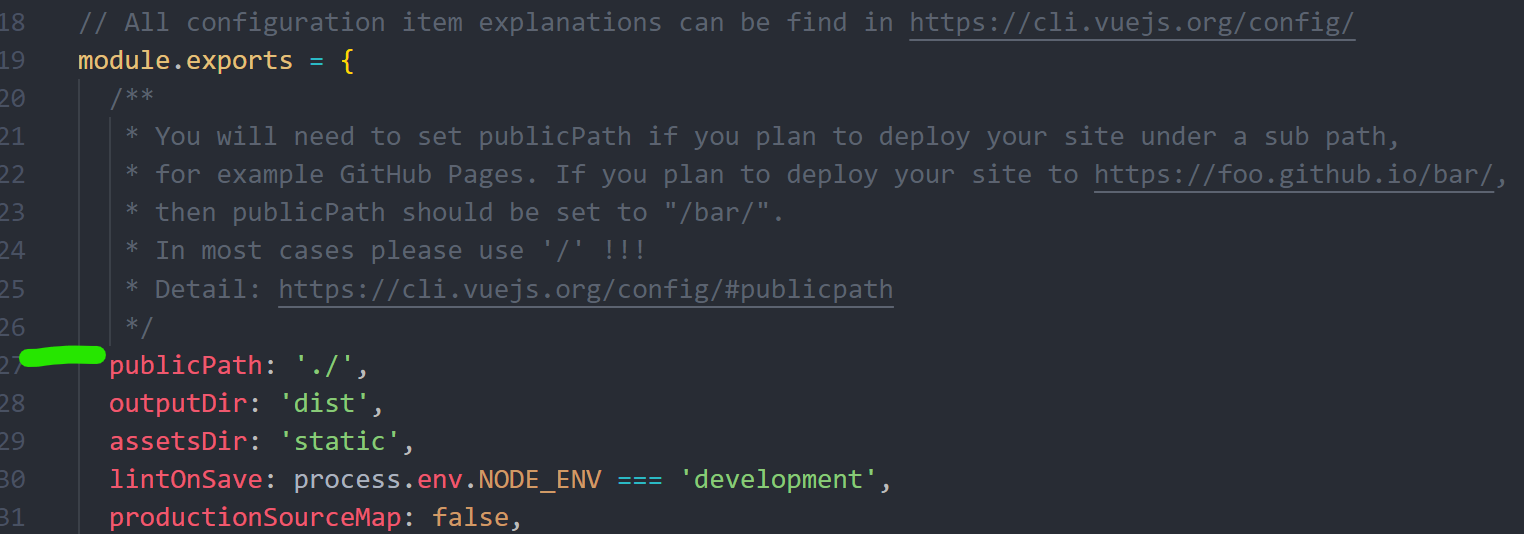 18 // All configuration item explanations can be find in https://cli.vuejs.org/config/
19 module.exports = {
20 /**
21 * You will need to set publicPath if you plan to deploy your site under a sub path,
22 * for example GitHub Pages. If you plan to deploy your site to https://foo.github.io/bar/,
23 * then publicPath should be set to "/bar/".
24 * In most cases please use '/' !!!
25 * Detail: https://cli.vuejs.org/config/#publicpath
26 */
27 publicPath: './',
28 outputDir: 'dist',
29 assetsDir: 'static',
30 lintOnSave: process.env.NODE_ENV === 'development',
31 productionSourceMap: false,